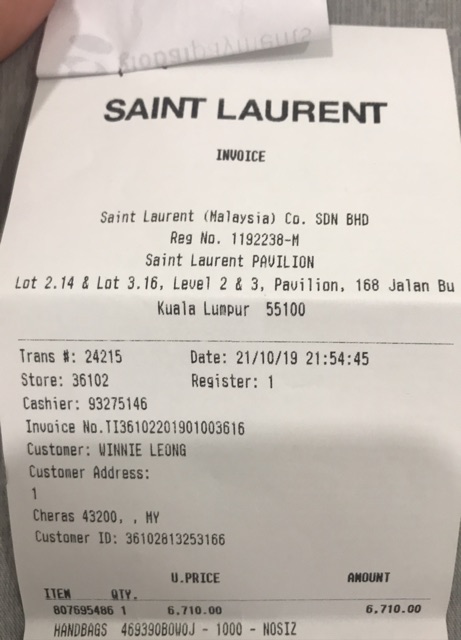 SAINT LAURENT
INVOICE
Saint Laurent (Malaysia) Co. SDN BHD
Reg No. 1192238-M
Saint Laurent PAVILION
Lot 2.14 & Lot 3.16, Level 2 & 3, Pavilion, 168 Jalan Bu
Kuala Lumpur 55100
Trans #: 24215 Date: 21/10/19 21:54:45
Store: 36102 Register: 1
Cashier: 93275146
Invoice No.TI36102201901003616
Customer: WINNIE LEONG
Customer Address:
1
Cheras 43200, , MY
Customer ID: 36102813253166
U.PRICE AMOUNT
ITEM QTY.
807695486 1 6,710.00 6,710.00
HANDBAGS 469390BOWOJ - 1000 - NOSIZ